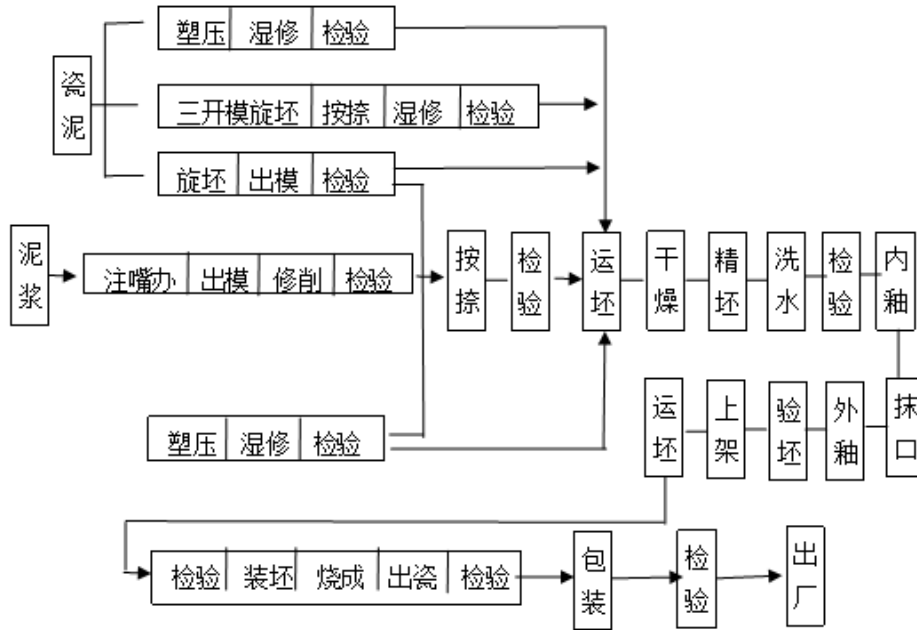 塑压 湿修 检验
瓷泥
三开模旋坯 按捺 湿修 检验
旋坯 出模 检验
泥浆
注嘴办 出模 修削 检验
按捺
检验
运坯
干燥
精坯
洗水
检验
内釉
塑压 湿修 检验
运坯
上架
验坯
外釉
抹口
检验 装坯 烧成 出瓷 检验
包装
检验
出厂